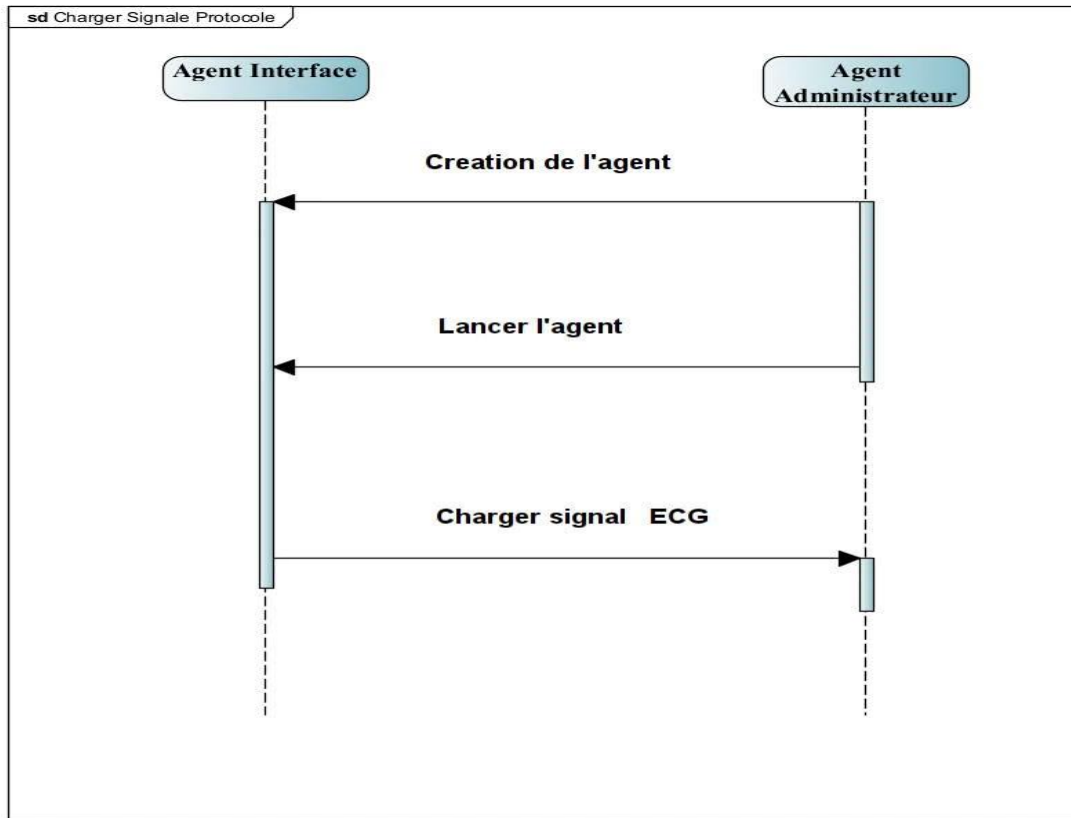 sd Charger Signale Protocole
Agent Interface
Agent
Administrateur
Creation de l'agent
Lancer l'agent
Charger signal ECG